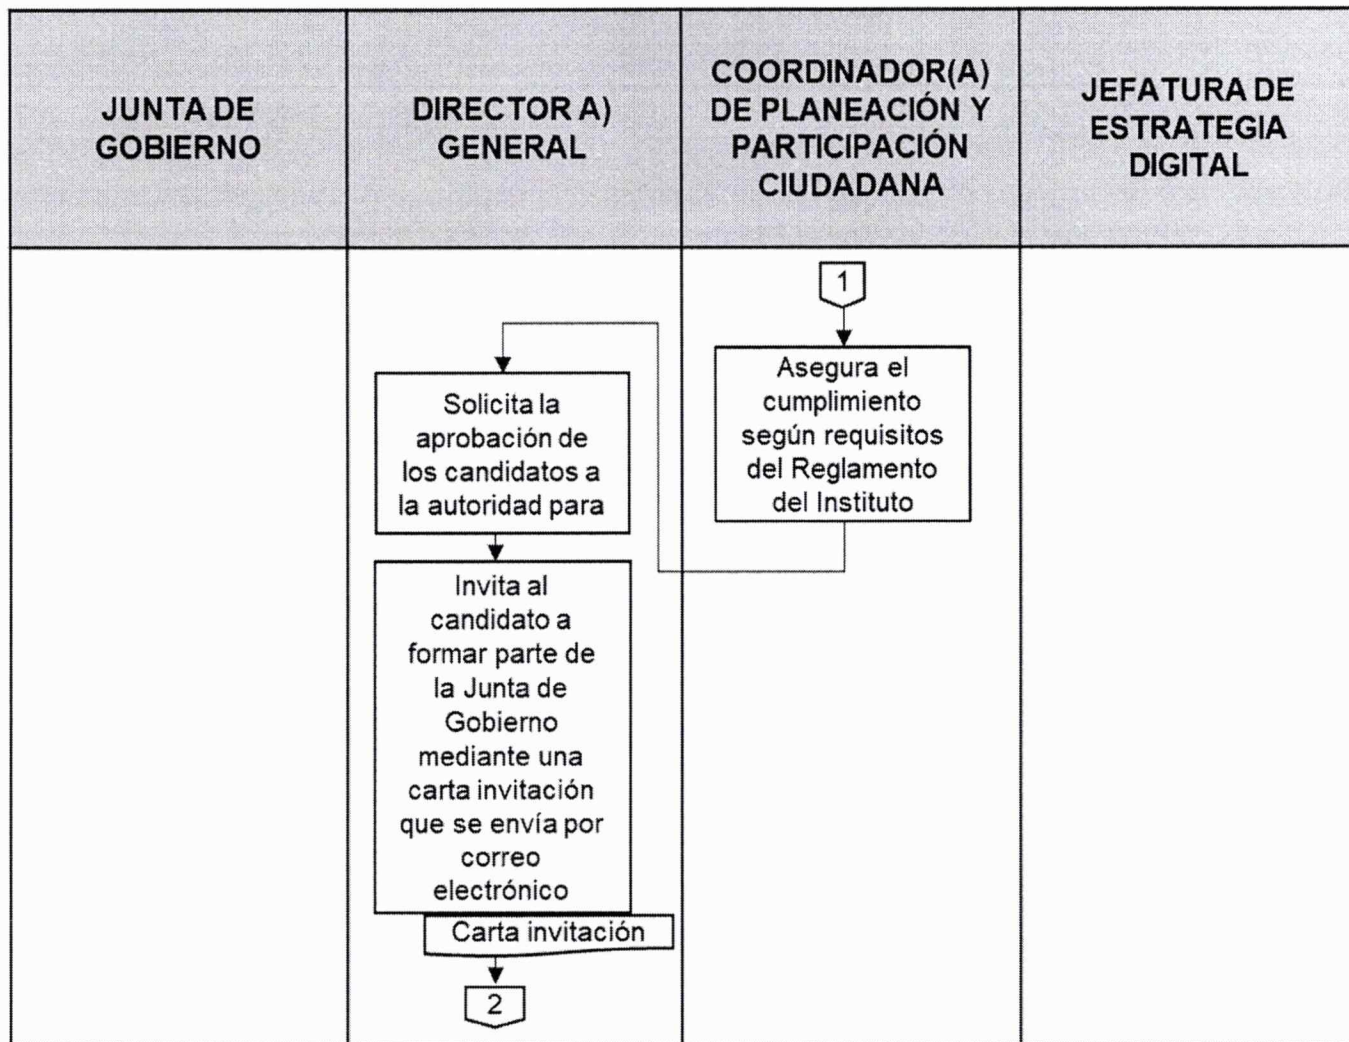 JUNTA DE
GOBIERNO
DIRECTOR A)
GENERAL
COORDINADOR(A)
DE PLANEACIÓN Y
PARTICIPACIÓN
CIUDADANA
JEFATURA DE
ESTRATEGIA
DIGITAL
1
Asegura el
cumplimiento
según requisitos
del Reglamento
del Instituto
Solicita la
aprobación de
los candidatos a
la autoridad para
Invita al
candidato a
formar parte de
la Junta de
Gobierno
mediante una
carta invitación
que se envía por
correo
electrónico
Carta invitación
2